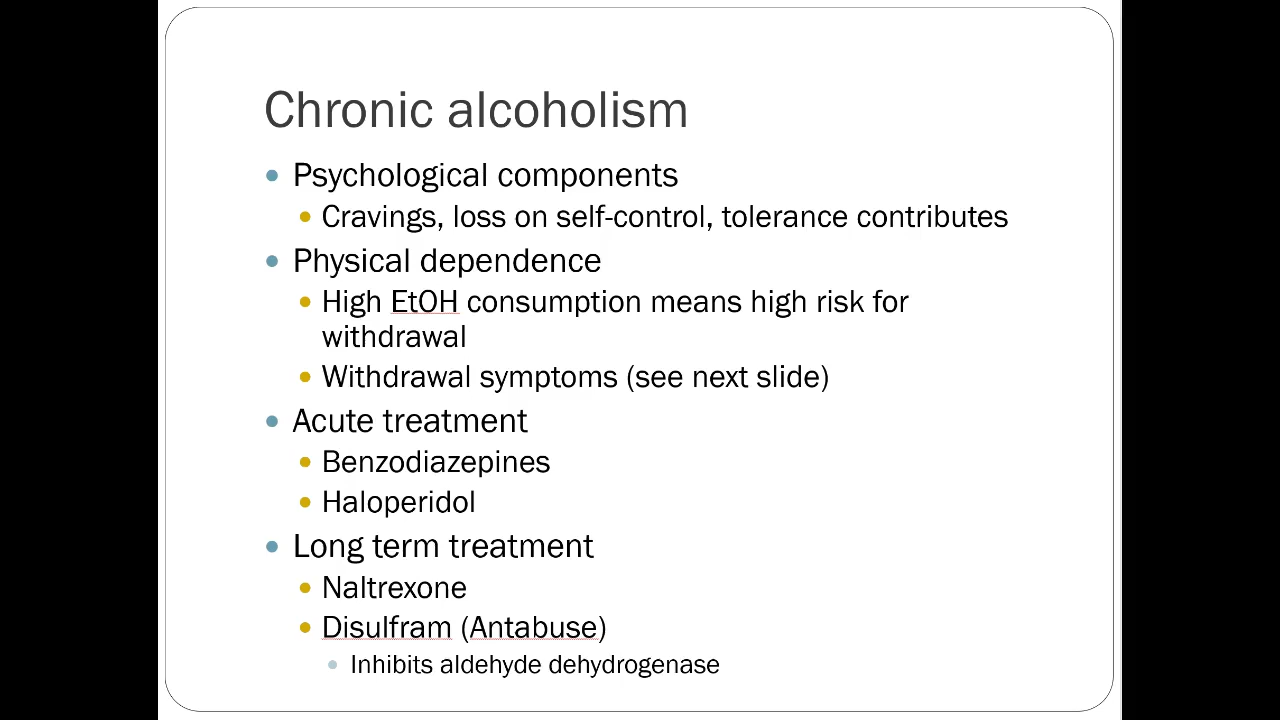 Chronic alcoholism
Psychological components
Cravings, loss on self-control, tolerance contributes
Physical dependence
High EtOH consumption means high risk for
withdrawal
Withdrawal symptoms (see next slide)
Acute treatment
Benzodiazepines
Haloperidol
Long term treatment
Naltrexone
Disulfram (Antabuse)
Inhibits aldehyde dehydrogenase